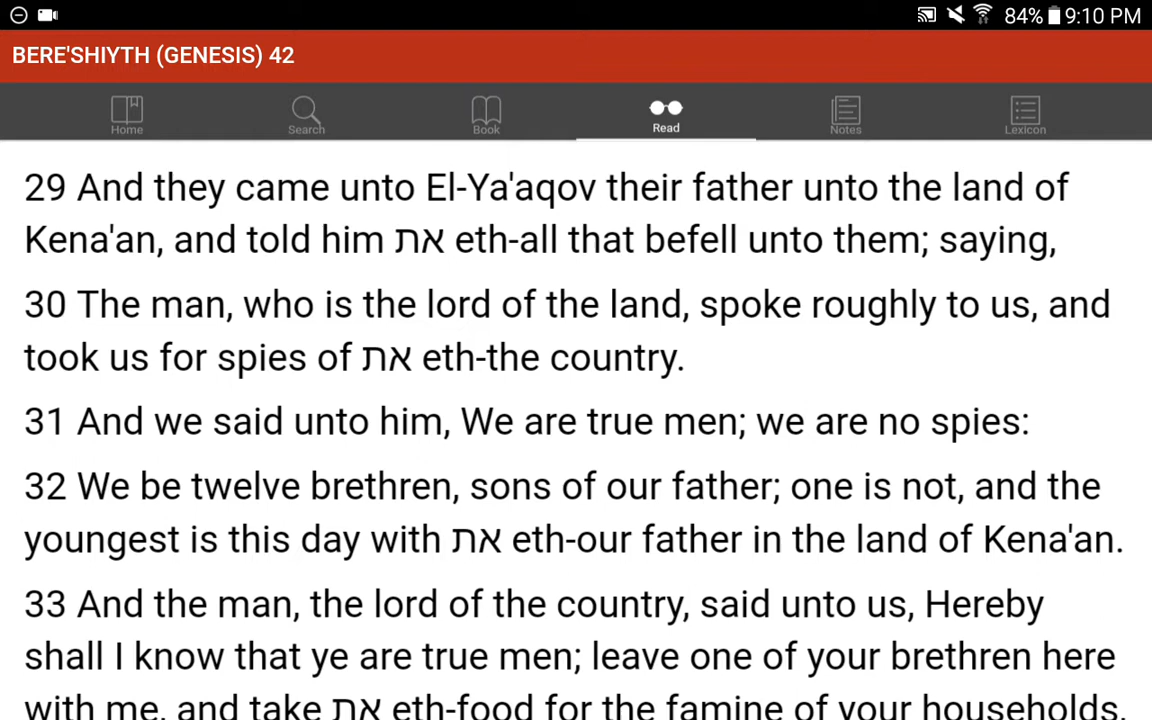 84% 9:10 PM
BERE'SHIYTH (GENESIS) 42
Home Search Book Read Notes Lexicon
29 And they came unto El-Ya'aqov their father unto the land of
Kena'an, and told him את eth-all that befell unto them; saying,
30 The man, who is the lord of the land, spoke roughly to us, and
took us for spies of את eth-the country.
31 And we said unto him, We are true men; we are no spies:
32 We be twelve brethren, sons of our father; one is not, and the
youngest is this day with את eth-our father in the land of Kena'an.
33 And the man, the lord of the country, said unto us, Hereby
shall I know that ye are true men; leave one of your brethren here
with me, and take את eth-food for the famine of your households,